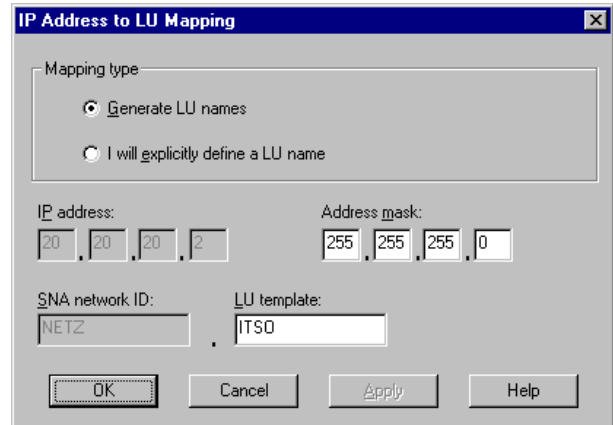 IP Address to LU Mapping
Mapping type
Generate LU names
I will explicitly define a LU name
IP address: Address mask:
20 . 20 . 20 . 2 255 . 255 . 255 . 0
SNA network ID: LU template:
NETZ . ITSO
OK Cancel Apply Help